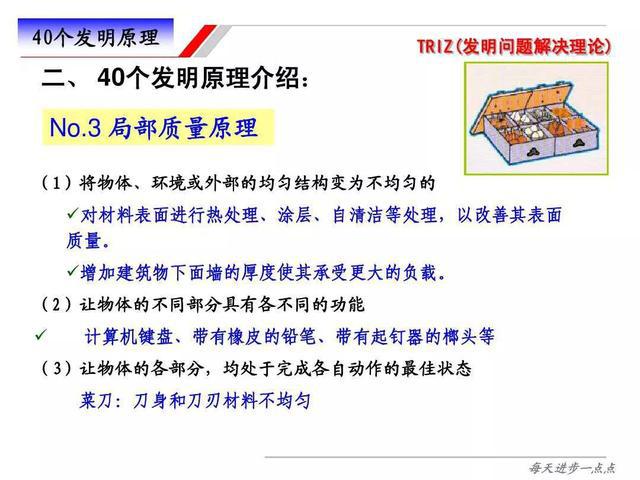 40个发明原理
TRIZ(发明问题解决理论)
二、 40个发明原理介绍：
No.3 局部质量原理
（1）将物体、环境或外部的均匀结构变为不均匀的
✓对材料表面进行热处理、涂层、自清洁等处理，以改善其表面
质量。
✓增加建筑物下面墙的厚度使其承受更大的负载。
（2）让物体的不同部分具有各不同的功能
✓ 计算机键盘、带有橡皮的铅笔、带有起钉器的榔头等
（3）让物体的各部分，均处于完成各自动作的最佳状态
菜刀：刀身和刀刃材料不均匀
每天进步一点点